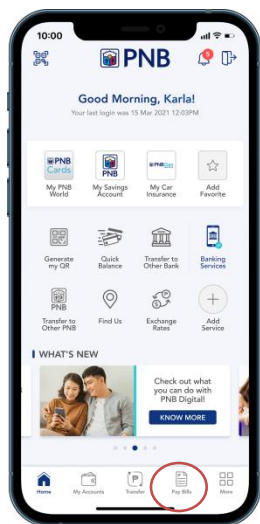 10:00
PNB
5
Good Morning, Karla!
Your last login was 15 Mar 2021 12:03PM
PNB
Cards
PNB
My PNB
World
My Savings
Account
My Car
Insurance
Add
Favorite
Generate
my QR
Quick
Balance
Transfer to
Other Bank
Banking
Services
PNB
Transfer to
Other PNB
Find Us
Exchange
Rates
Add
Service
WHAT'S NEW
Check out what
you can do with
PNB Digital!
KNOW MORE
Home
My Accounts
Transfer
Pay Bills
More